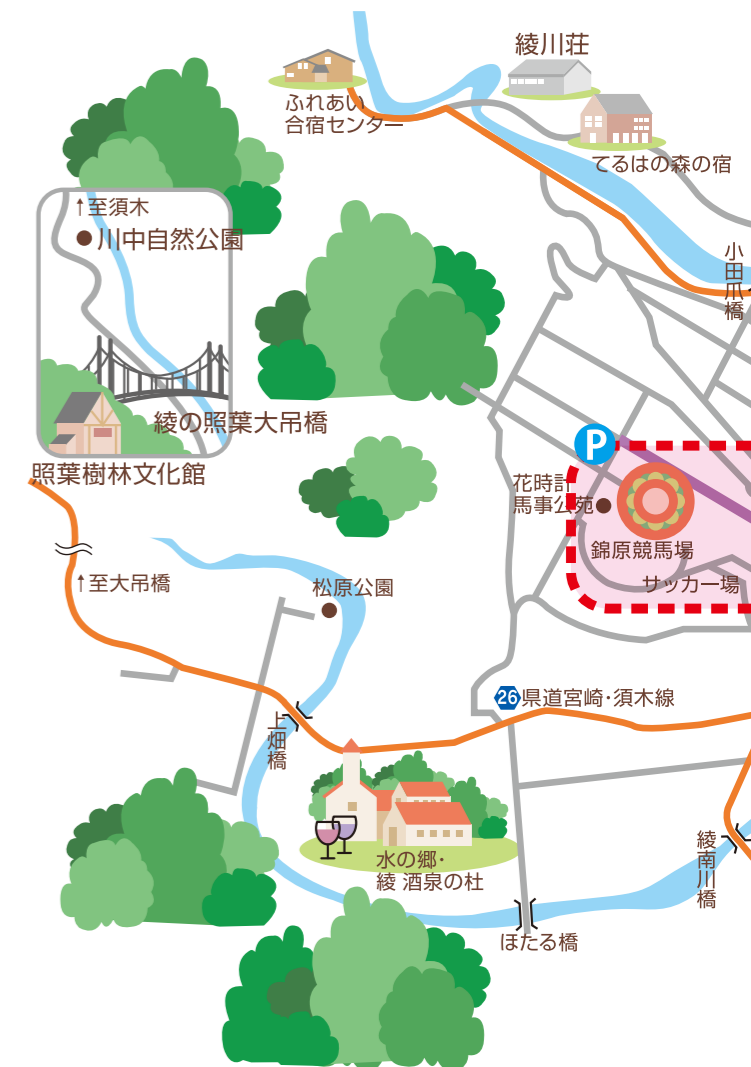 綾川荘
ふれあい
合宿センター
てるはの森の宿
↑至須木
川中自然公園
小田爪橋
綾の照葉大吊橋
照葉樹林文化館
P
花時計
馬事公苑
錦原競馬場
サッカー場
↑至大吊橋
松原公園
26 県道宮崎・須木線
上畑橋
水の郷・
綾 酒泉の杜
綾南川橋
ほたる橋